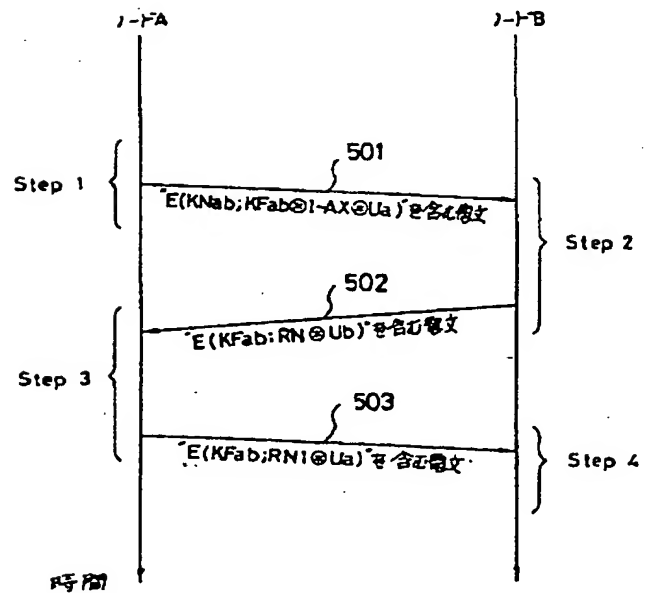 ノードA
ノードB
501
Step 1
"E(KNab;KFab⊛I-AX⊛Ua)"を含む電文
Step 2
502
"E(KFab;RN⊛Ub)"を含む電文
Step 3
503
"E(KFab;RN1⊛Ua)"を含む電文
Step 4
時間